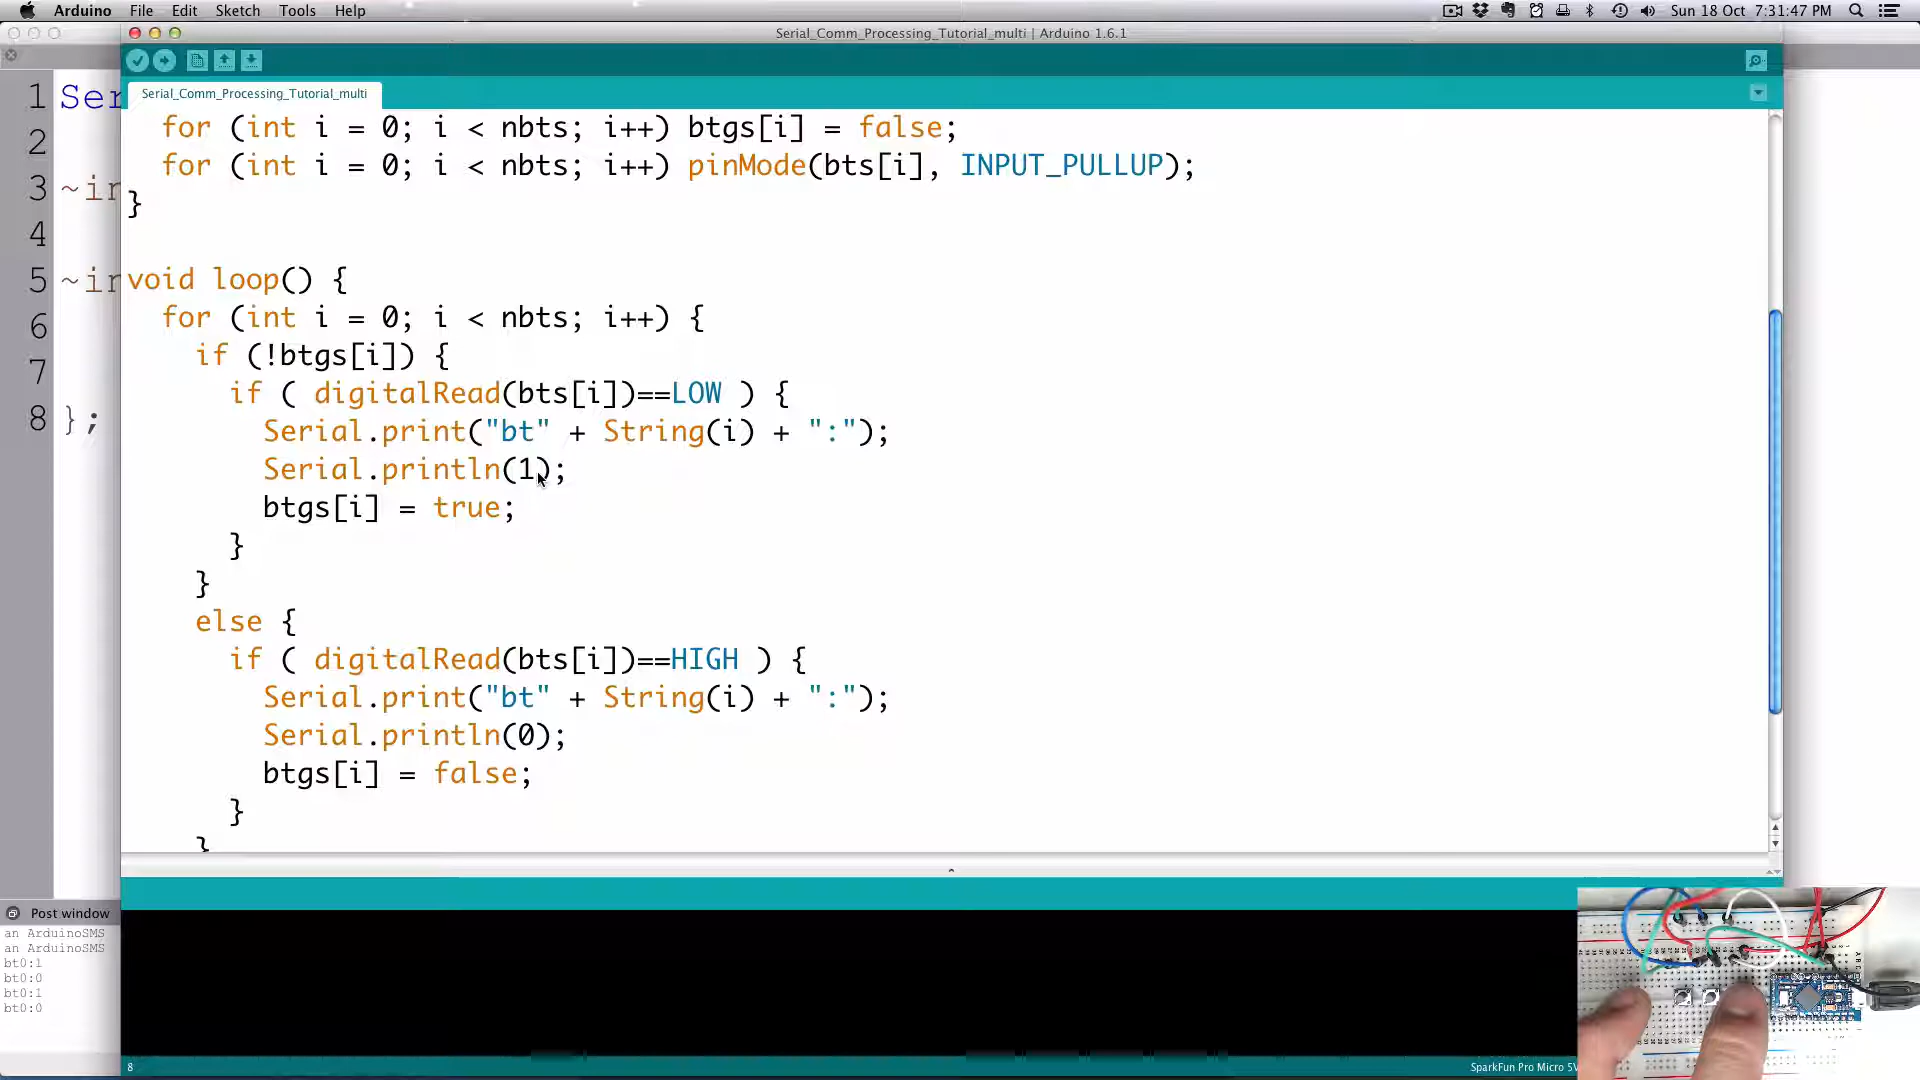 Arduino File Edit Sketch Tools Help
Sun 18 Oct 7:31:47 PM
Serial_Comm_Processing_Tutorial_multi | Arduino 1.6.1
Serial_Comm_Processing_Tutorial_multi
1 Ser
2
3 ~in
4
5 ~in
6
7
8 };
for (int i = 0; i < nbts; i++) btgs[i] = false;
for (int i = 0; i < nbts; i++) pinMode(bts[i], INPUT_PULLUP);
}
void loop() {
for (int i = 0; i < nbts; i++) {
if (!btgs[i]) {
if ( digitalRead(bts[i])==LOW ) {
Serial.print("bt" + String(i) + ":");
Serial.println(1);
btgs[i] = true;
}
}
else {
if ( digitalRead(bts[i])==HIGH ) {
Serial.print("bt" + String(i) + ":");
Serial.println(0);
btgs[i] = false;
}
}
Post window
an ArduinoSMS
an ArduinoSMS
bt0:1
bt0:0
bt0:1
bt0:0
8
SparkFun Pro Micro 5V